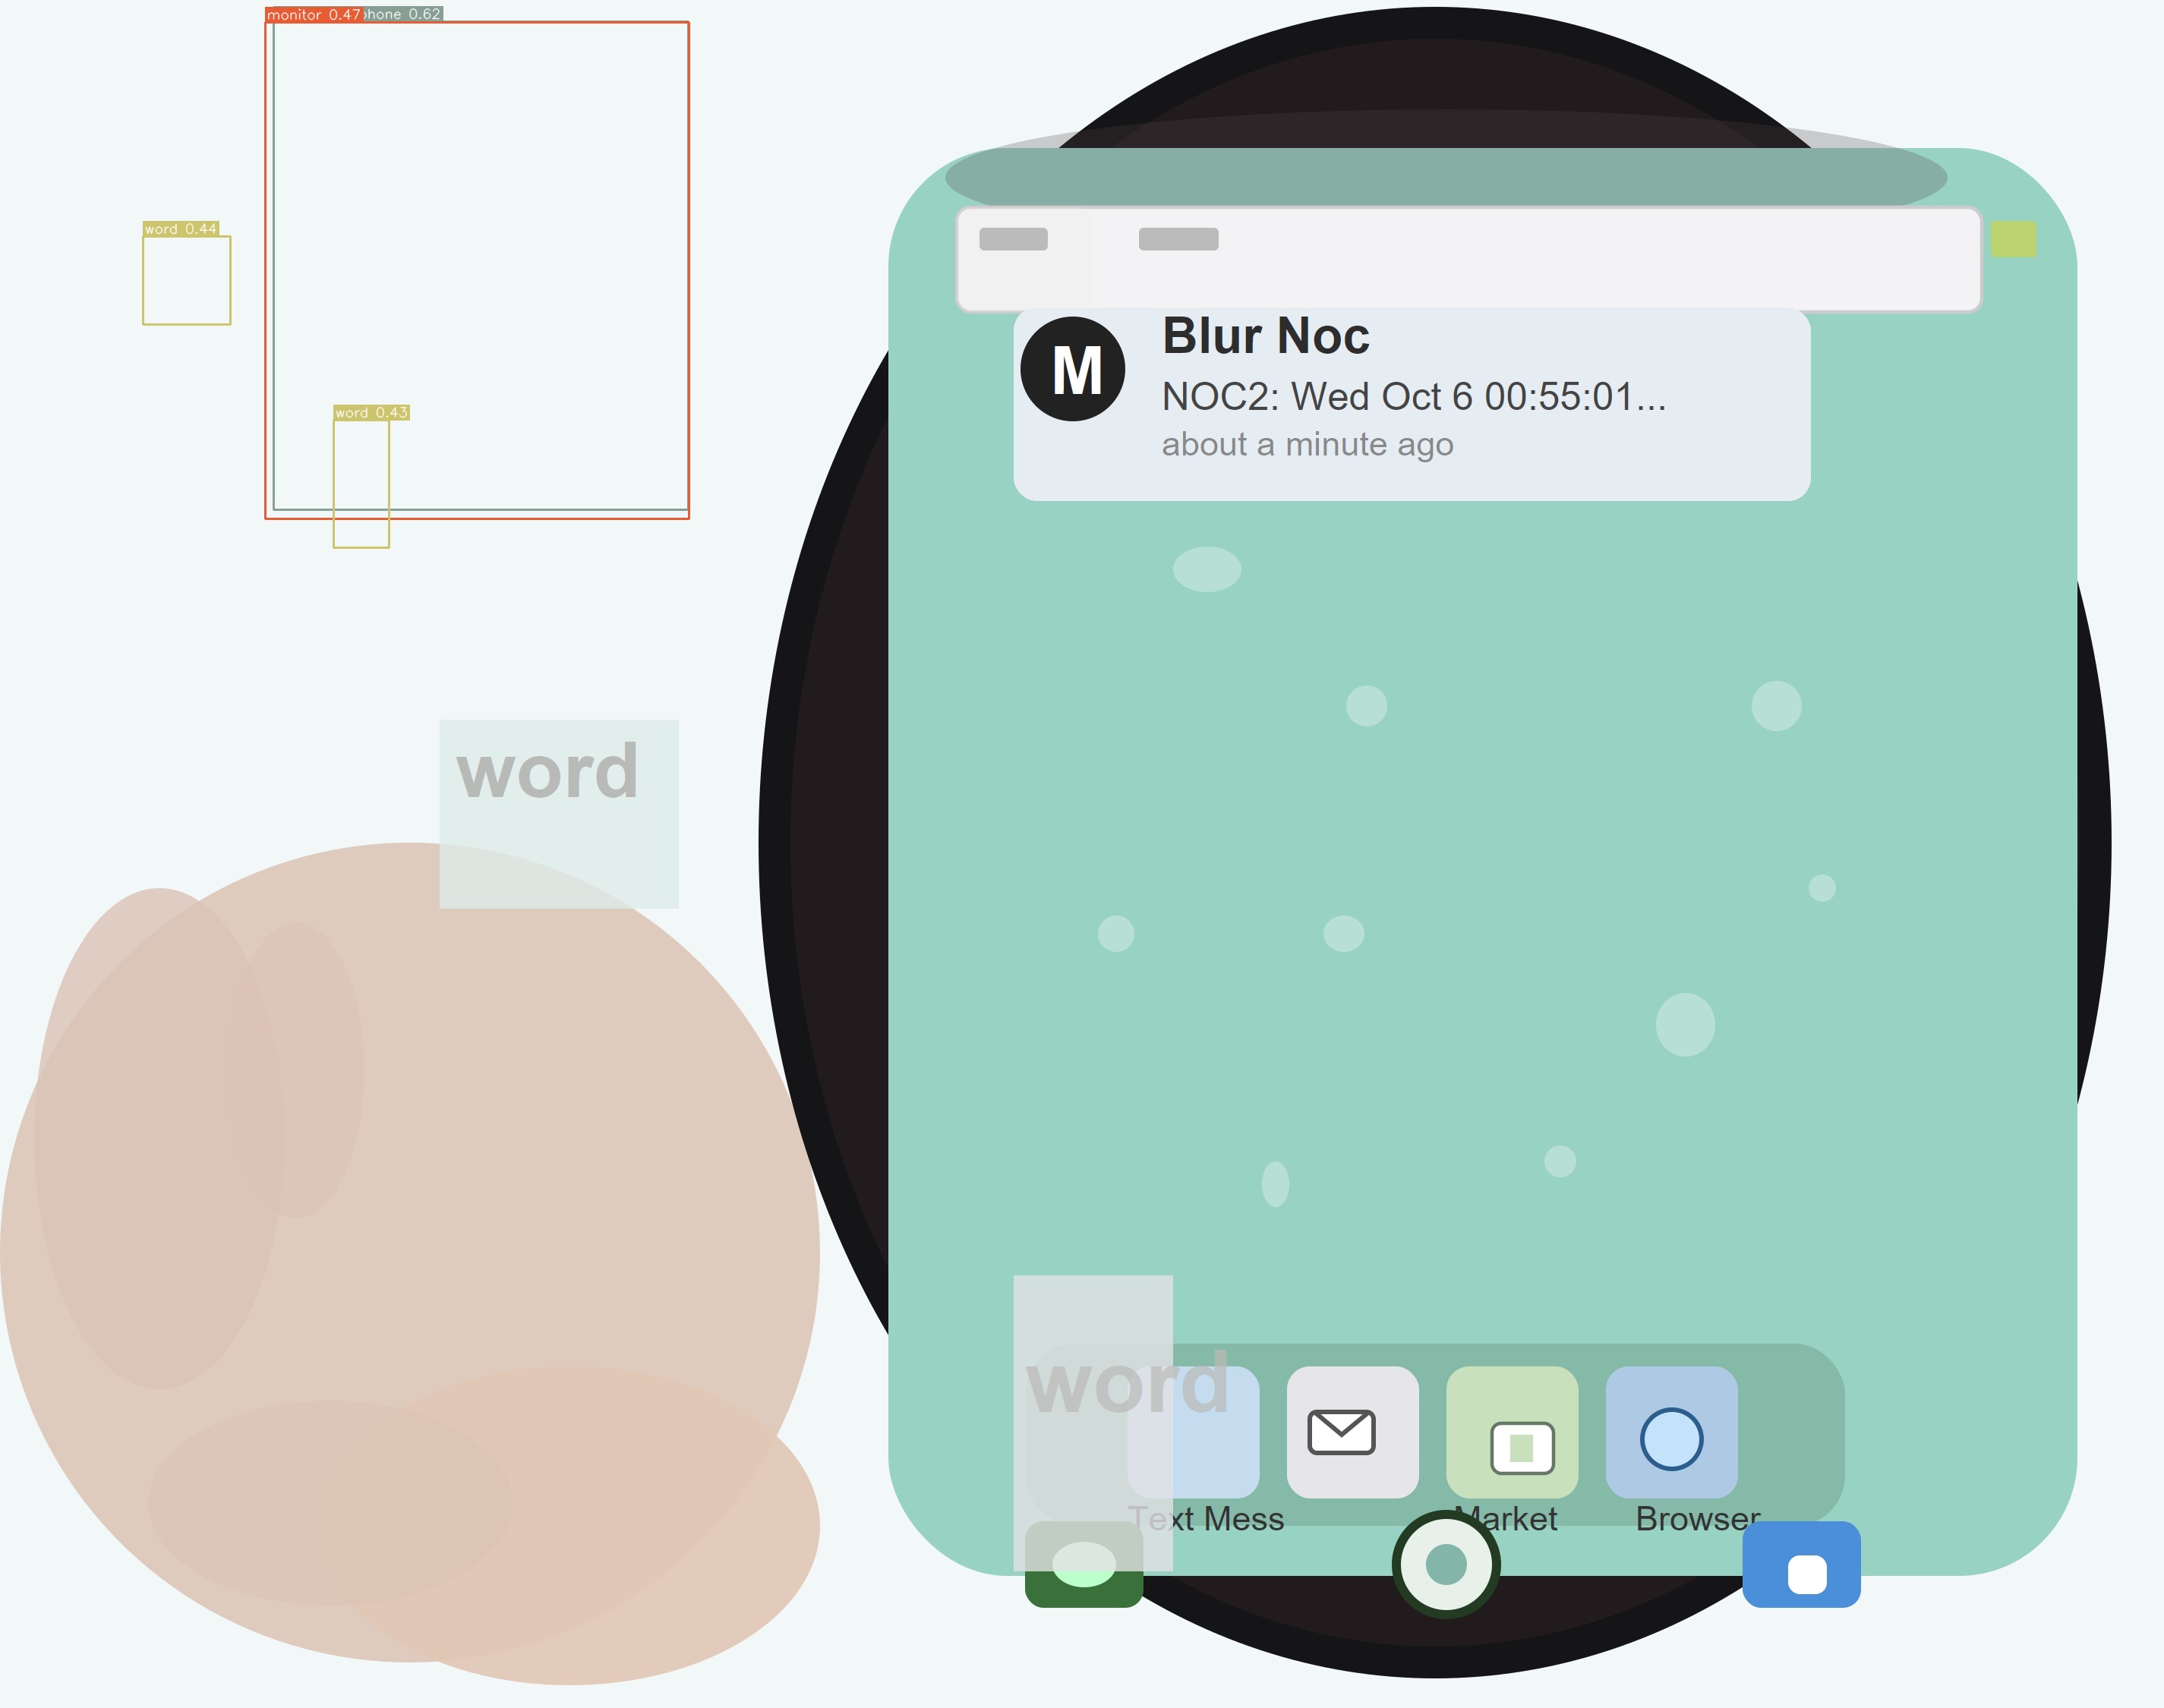 monitor 0.47
phone 0.62
word 0.44
word 0.43
M
Blur Noc
NOC2: Wed Oct 6 00:55:01...
about a minute ago
word
word
Text Mess Market Browser